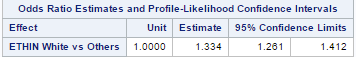 Odds Ratio Estimates and Profile-Likelihood Confidence Intervals
Effect Unit Estimate 95% Confidence Limits
ETHIN White vs Others 1.0000 1.334 1.261 1.412